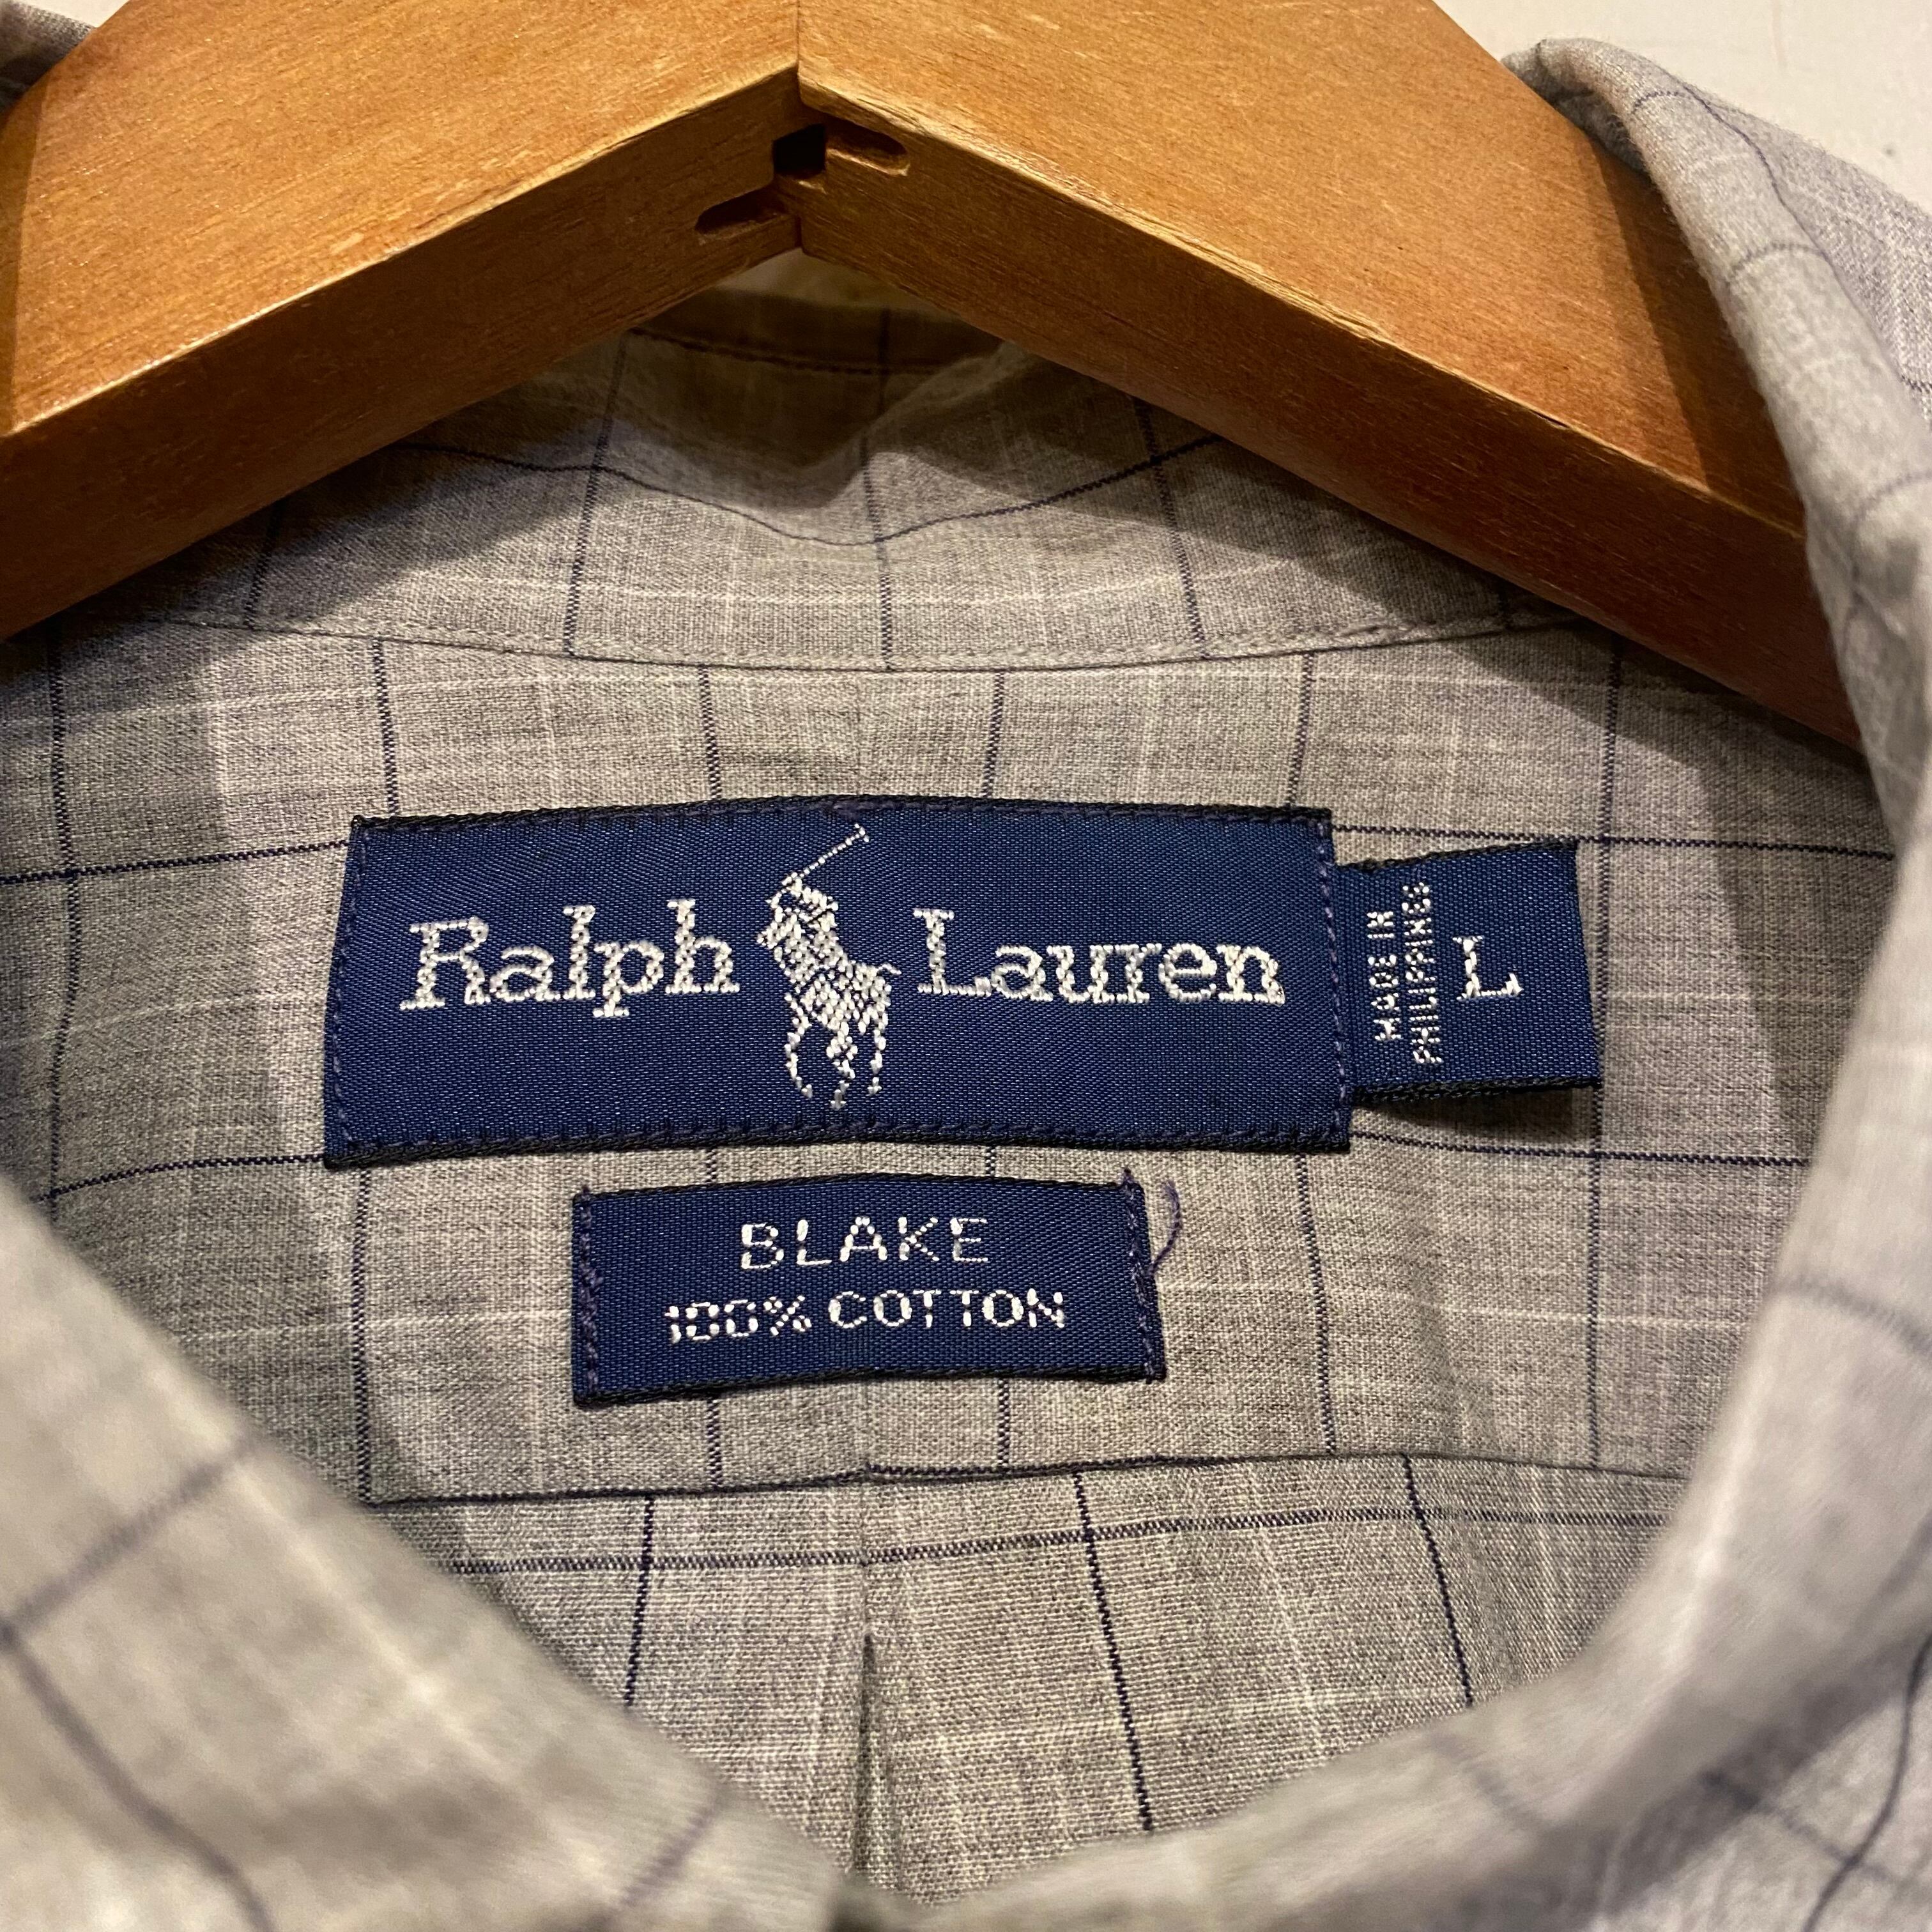 Ralph Lauren
MADE IN
PHILIPPINES
L
BLAKE
100% COTTON